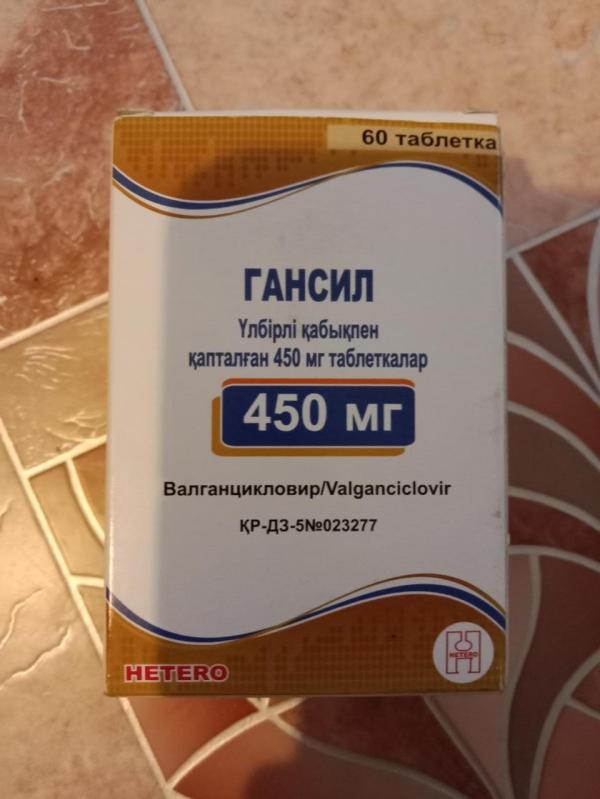 60 таблетка
ГАНСИЛ
Үлбірлі қабықпен
қапталған 450 мг таблеткалар
450 мг
Валганцикловир/Valganciclovir
ҚР-ДЗ-5№023277
HETERO
HETERO